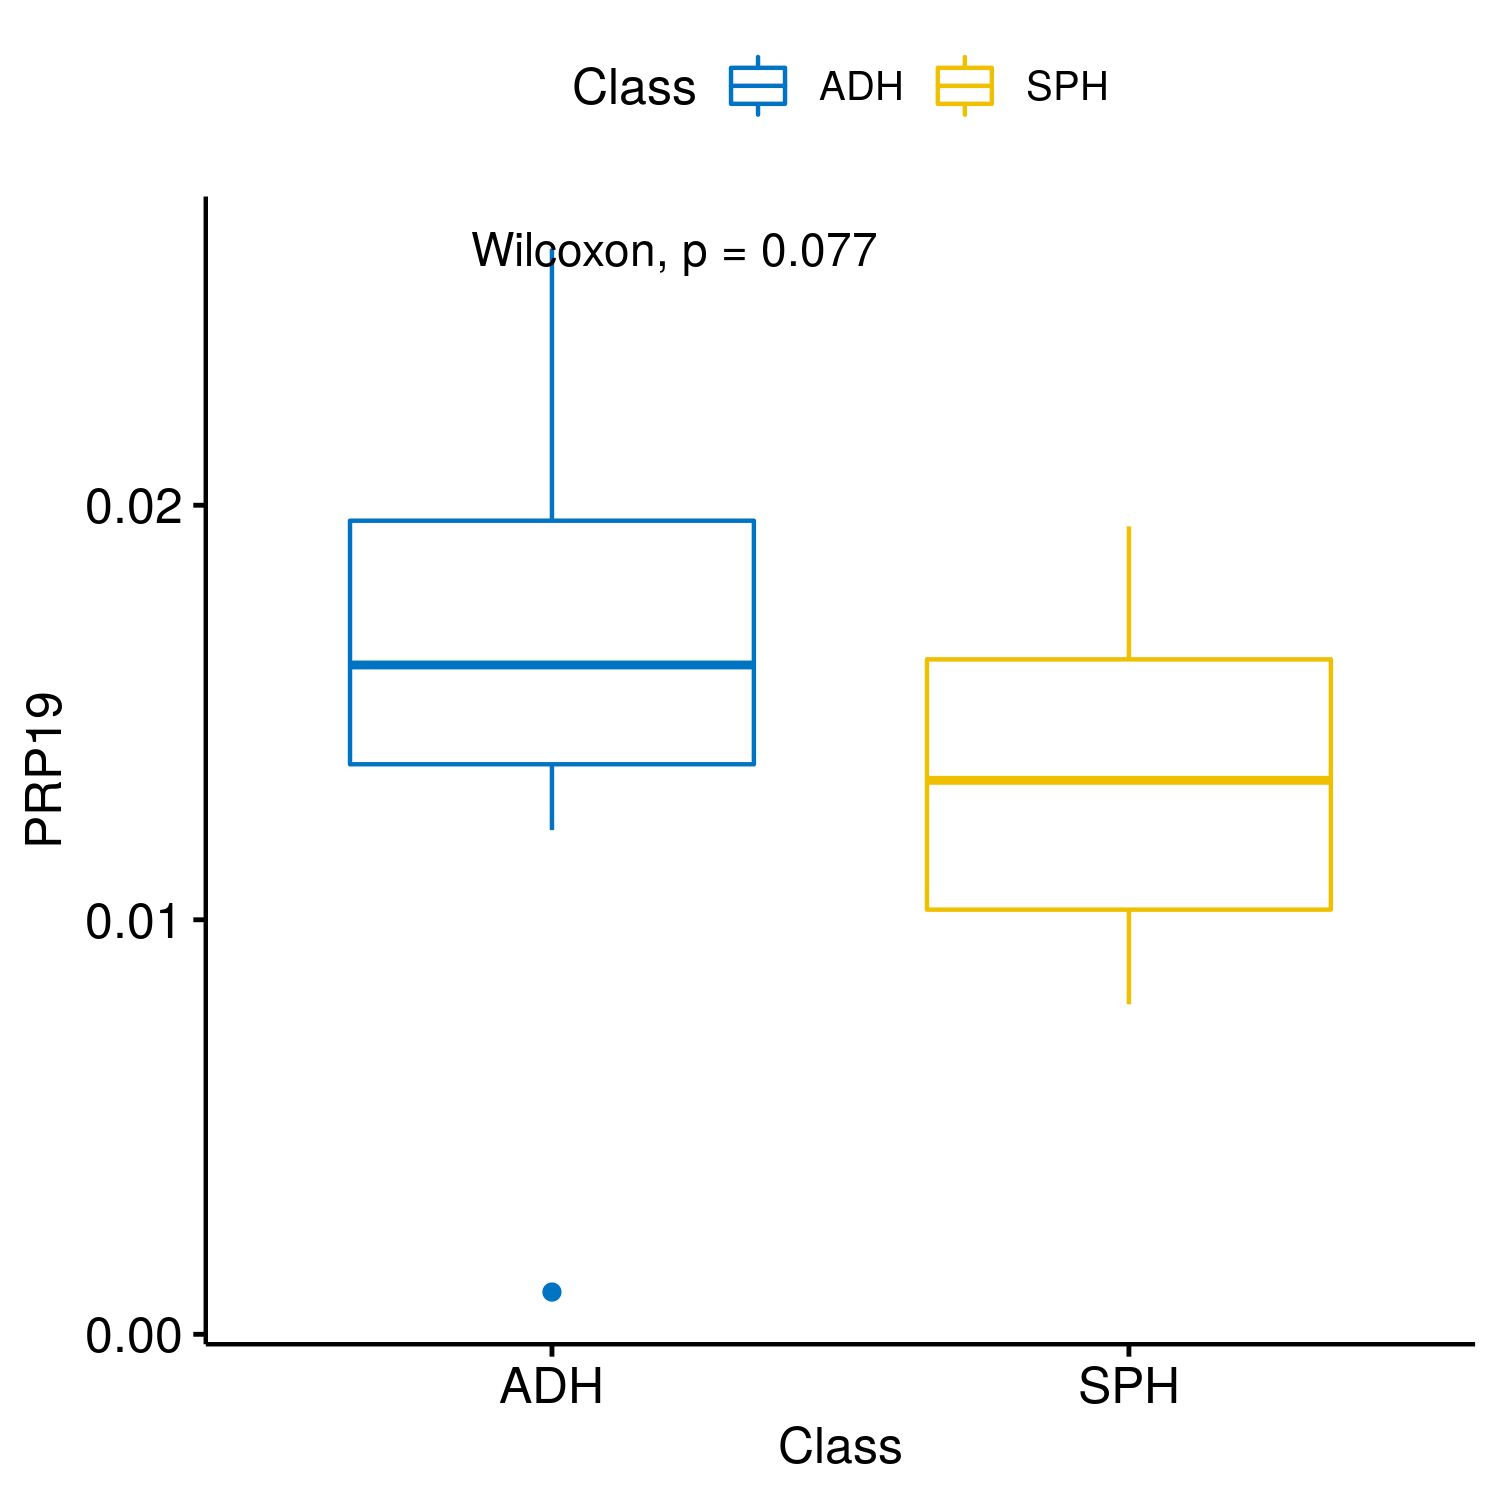 Class ADH SPH
Wilcoxon, p = 0.077
PRP19
0.02
0.01
0.00
ADH SPH
Class